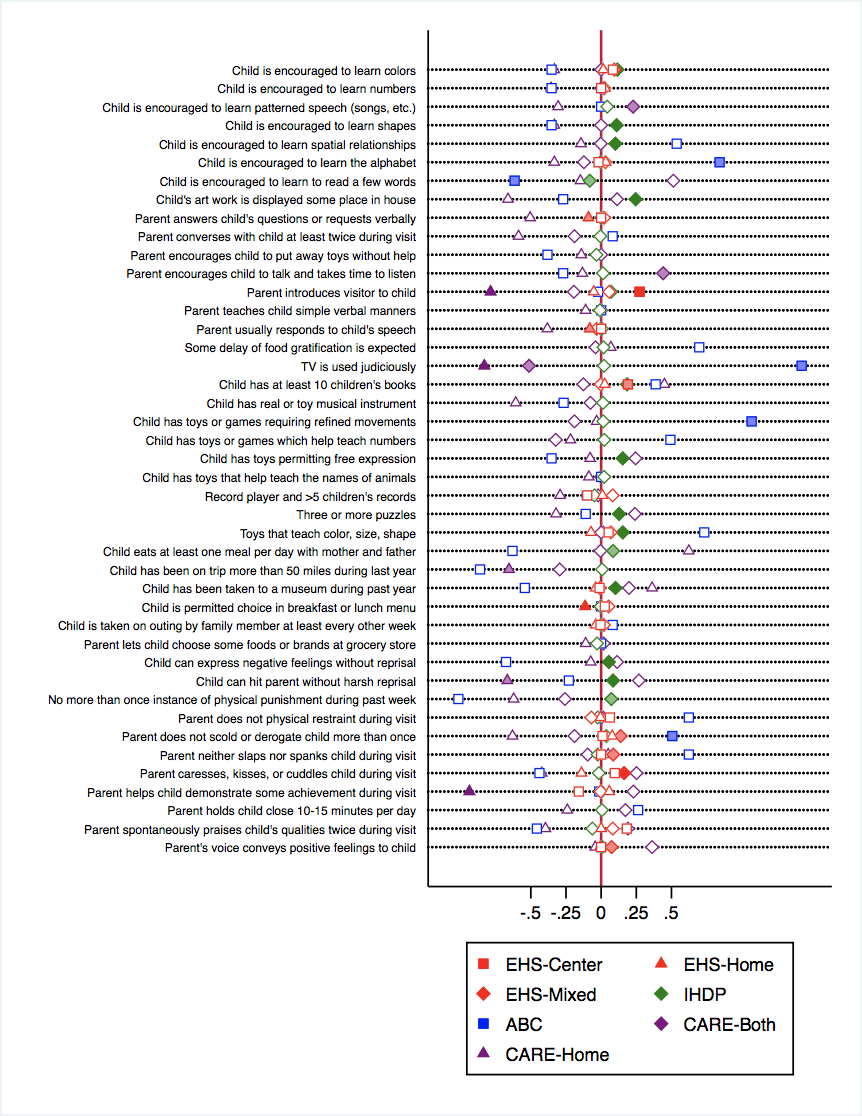 Child is encouraged to learn colors
Child is encouraged to learn numbers
Child is encouraged to learn patterned speech (songs, etc.)
Child is encouraged to learn shapes
Child is encouraged to learn spatial relationships
Child is encouraged to learn the alphabet
Child is encouraged to learn to read a few words
Child's art work is displayed some place in house
Parent answers child's questions or requests verbally
Parent converses with child at least twice during visit
Parent encourages child to put away toys without help
Parent encourages child to talk and takes time to listen
Parent introduces visitor to child
Parent teaches child simple verbal manners
Parent usually responds to child's speech
Some delay of food gratification is expected
TV is used judiciously
Child has at least 10 children's books
Child has real or toy musical instrument
Child has toys or games requiring refined movements
Child has toys or games which help teach numbers
Child has toys permitting free expression
Child has toys that help teach the names of animals
Record player and >5 children's records
Three or more puzzles
Toys that teach color, size, shape
Child eats at least one meal per day with mother and father
Child has been on trip more than 50 miles during last year
Child has been taken to a museum during past year
Child is permitted choice in breakfast or lunch menu
Child is taken on outing by family member at least every other week
Parent lets child choose some foods or brands at grocery store
Child can express negative feelings without reprisal
Child can hit parent without harsh reprisal
No more than once instance of physical punishment during past week
Parent does not physical restraint during visit
Parent does not scold or derogate child more than once
Parent neither slaps nor spanks child during visit
Parent caresses, kisses, or cuddles child during visit
Parent helps child demonstrate some achievement during visit
Parent holds child close 10-15 minutes per day
Parent spontaneously praises child's qualities twice during visit
Parent's voice conveys positive feelings to child
-.5 -.25 0 .25 .5
EHS-Center EHS-Home
EHS-Mixed IHDP
ABC CARE-Both
CARE-Home